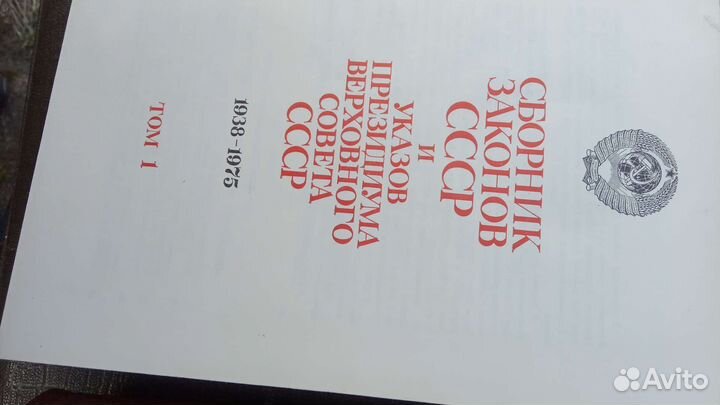 СБОРНИК
ЗАКОНОВ
СССР
И
УКАЗОВ
ПРЕЗИДИУМА
ВЕРХОВНОГО
СОВЕТА
СССР
1938-1975
ТОМ 1
Avito